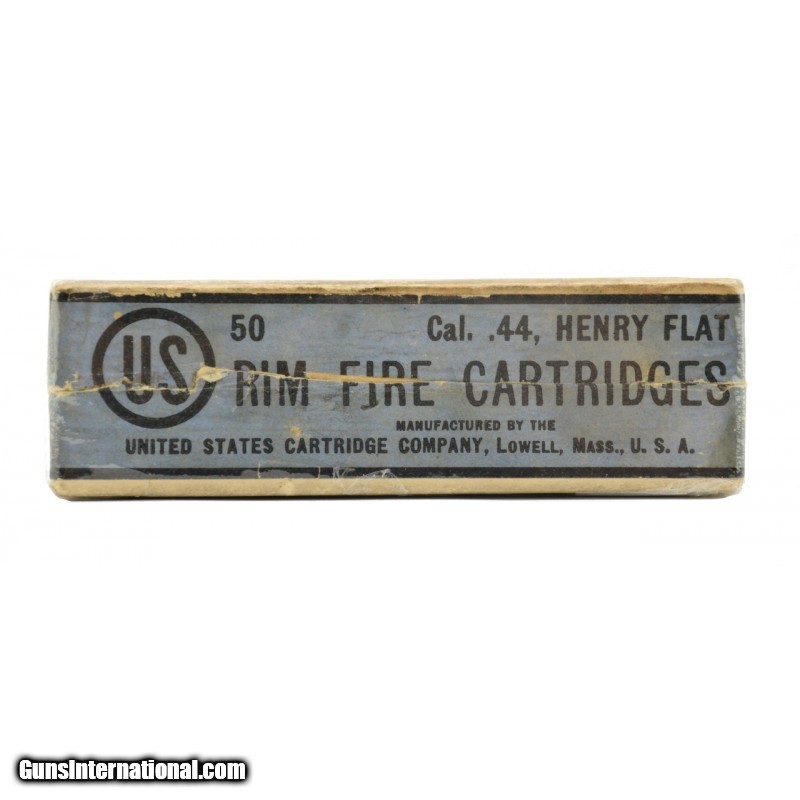 US
50 Cal. .44, HENRY FLAT
RIM FIRE CARTRIDGES
MANUFACTURED BY THE
UNITED STATES CARTRIDGE COMPANY, LOWELL, MASS., U. S. A.
GunsInternational.com